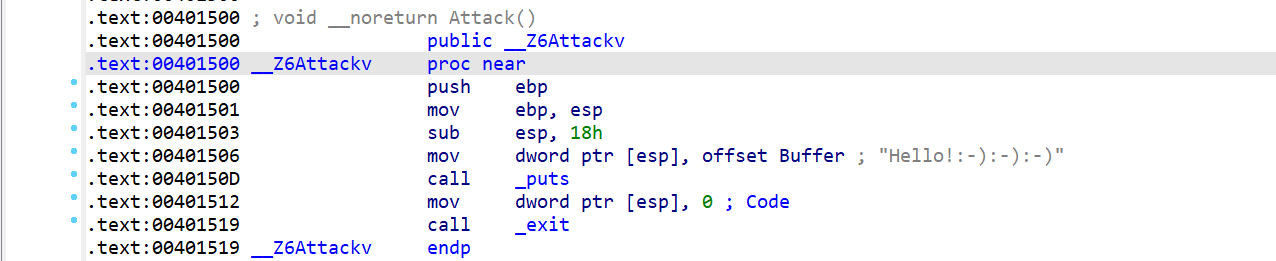 .text:00401500 ; void __noreturn Attack()
.text:00401500 public __Z6Attackv
.text:00401500 __Z6Attackv proc near
.text:00401500 push ebp
.text:00401501 mov ebp, esp
.text:00401503 sub esp, 18h
.text:00401506 mov dword ptr [esp], offset Buffer ; "Hello!:-):-):-)"
.text:0040150D call _puts
.text:00401512 mov dword ptr [esp], 0 ; Code
.text:00401519 call _exit
.text:00401519 __Z6Attackv endp